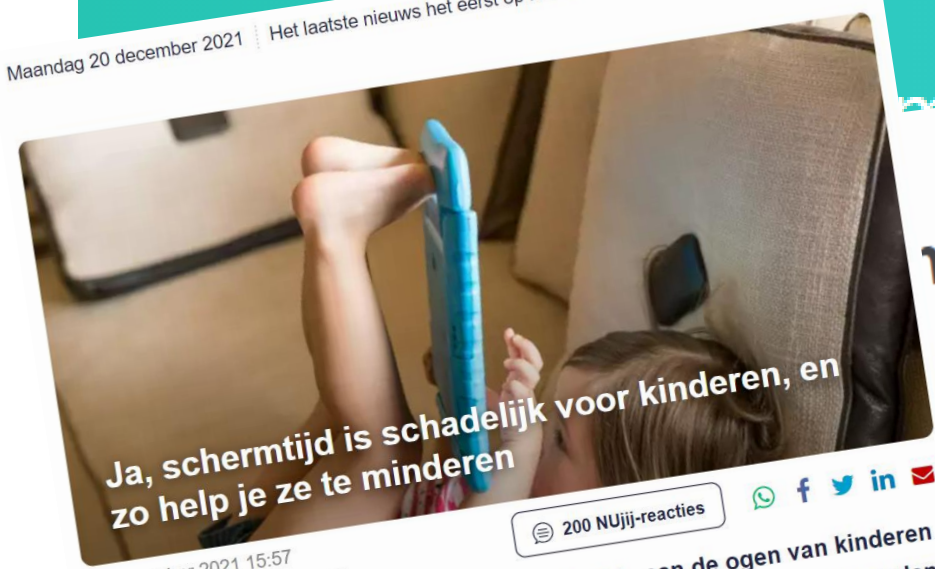 Maandag 20 december 2021 Het laatste nieuws het eerst op
Ja, schermtijd is schadelijk voor kinderen, en
zo help je ze te minderen
2021 15:57
200 NUjij-reacties
de ogen van kinderen